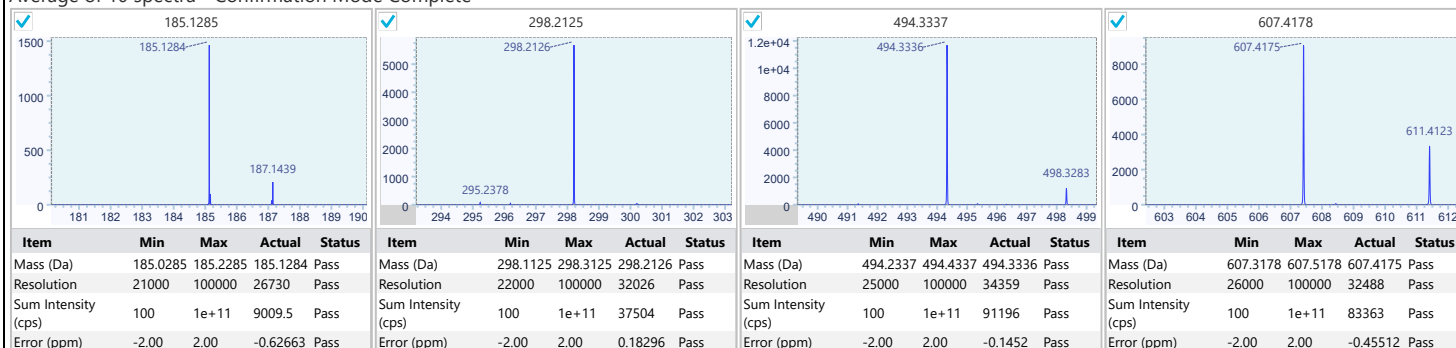 185.1285
1500
1000
500
0
185.1284
187.1439
181 182 183 184 185 186 187 188 189 190
Item Min Max Actual Status
Mass (Da) 185.0285 185.2285 185.1284 Pass
Resolution 21000 100000 26730 Pass
Sum Intensity (cps) 100 1e+11 9009.5 Pass
Error (ppm) -2.00 2.00 -0.62663 Pass
298.2125
5000
4000
3000
2000
1000
0
298.2126
295.2378
294 295 296 297 298 299 300 301 302 303
Item Min Max Actual Status
Mass (Da) 298.1125 298.3125 298.2126 Pass
Resolution 22000 100000 32026 Pass
Sum Intensity (cps) 100 1e+11 37504 Pass
Error (ppm) -2.00 2.00 0.18296 Pass
494.3337
1.2e+04
1e+04
8000
6000
4000
2000
0
494.3336
498.3283
490 491 492 493 494 495 496 497 498 499
Item Min Max Actual Status
Mass (Da) 494.2337 494.4337 494.3336 Pass
Resolution 25000 100000 34359 Pass
Sum Intensity (cps) 100 1e+11 91196 Pass
Error (ppm) -2.00 2.00 -0.1452 Pass
607.4178
8000
6000
4000
2000
0
607.4175
611.4123
603 604 605 606 607 608 609 610 611 612
Item Min Max Actual Status
Mass (Da) 607.3178 607.5178 607.4175 Pass
Resolution 26000 100000 32488 Pass
Sum Intensity (cps) 100 1e+11 83363 Pass
Error (ppm) -2.00 2.00 -0.45512 Pass